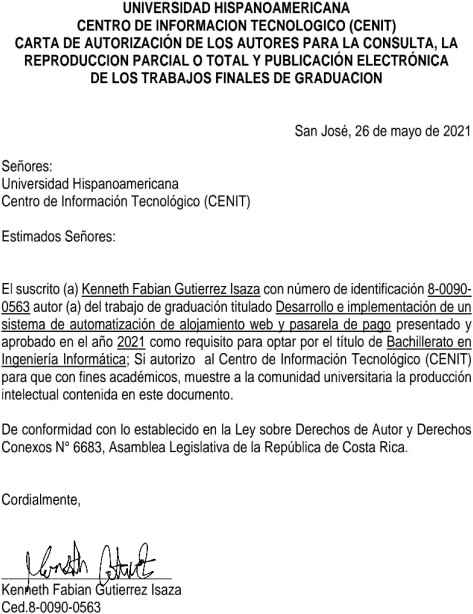 UNIVERSIDAD HISPANOAMERICANA
CENTRO DE INFORMACION TECNOLOGICO (CENIT)
CARTA DE AUTORIZACIÓN DE LOS AUTORES PARA LA CONSULTA, LA
REPRODUCCION PARCIAL O TOTAL Y PUBLICACIÓN ELECTRÓNICA
DE LOS TRABAJOS FINALES DE GRADUACION
San José, 26 de mayo de 2021
Señores:
Universidad Hispanoamericana
Centro de Información Tecnológico (CENIT)
Estimados Señores:
El suscrito (a) Kenneth Fabian Gutierrez Isaza con número de identificación 8-0090-
0563 autor (a) del trabajo de graduación titulado Desarrollo e implementación de un
sistema de automatización de alojamiento web y pasarela de pago presentado y
aprobado en el año 2021 como requisito para optar por el título de Bachillerato en
Ingeniería Informática; Si autorizo al Centro de Información Tecnológico (CENIT)
para que con fines académicos, muestre a la comunidad universitaria la producción
intelectual contenida en este documento.
De conformidad con lo establecido en la Ley sobre Derechos de Autor y Derechos
Conexos N° 6683, Asamblea Legislativa de la República de Costa Rica.
Cordialmente,
Kenneth Fabian Gutierrez Isaza
Ced.8-0090-0563